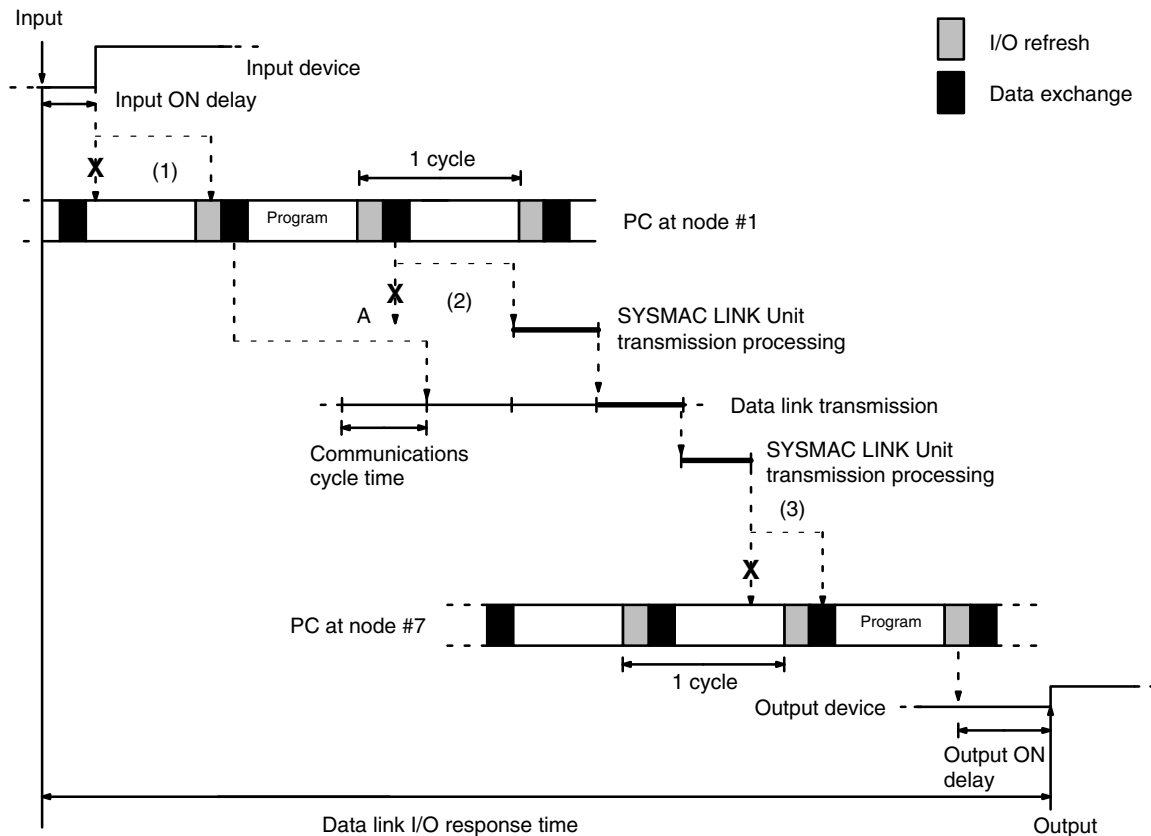 Input
I/O refresh
Input device
Data exchange
Input ON delay
X
(1)
1 cycle
Program
PC at node #1
X
(2)
A
SYSMAC LINK Unit
transmission processing
Data link transmission
Communications
cycle time
SYSMAC LINK Unit
transmission processing
(3)
X
PC at node #7
Program
1 cycle
Output device
Output ON
delay
Data link I/O response time
Output